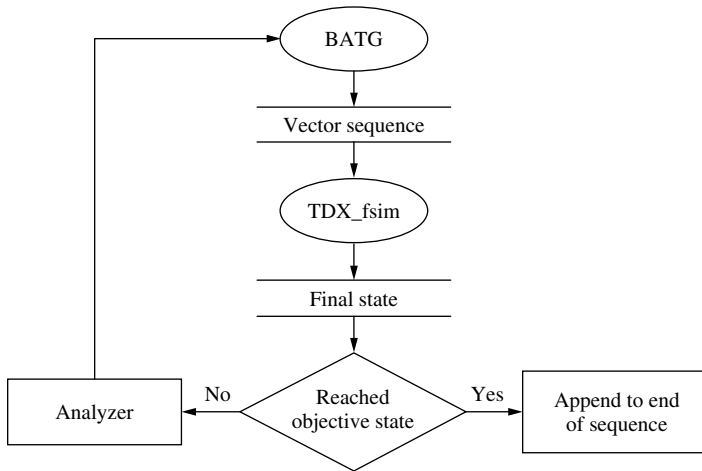 BATG
Vector sequence
TDX_fsim
Final state
Reached
objective state
No
Yes
Analyzer
Append to end
of sequence